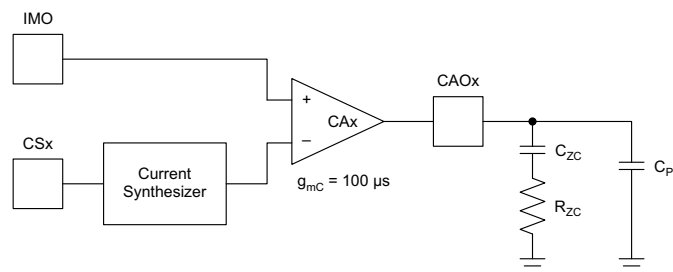 IMO
CSx
Current
Synthesizer
+
−
CAx
g_mC = 100 µs
CAOx
C_ZC
R_ZC
C_P